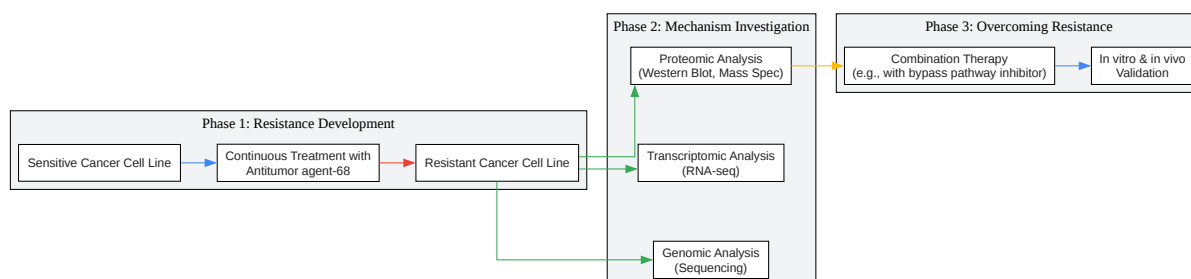 Phase 1: Resistance Development
Sensitive Cancer Cell Line
Continuous Treatment with
Antitumor agent-68
Resistant Cancer Cell Line
Phase 2: Mechanism Investigation
Proteomic Analysis
(Western Blot, Mass Spec)
Transcriptomic Analysis
(RNA-seq)
Genomic Analysis
(Sequencing)
Phase 3: Overcoming Resistance
Combination Therapy
(e.g., with bypass pathway inhibitor)
In vitro & in vivo
Validation